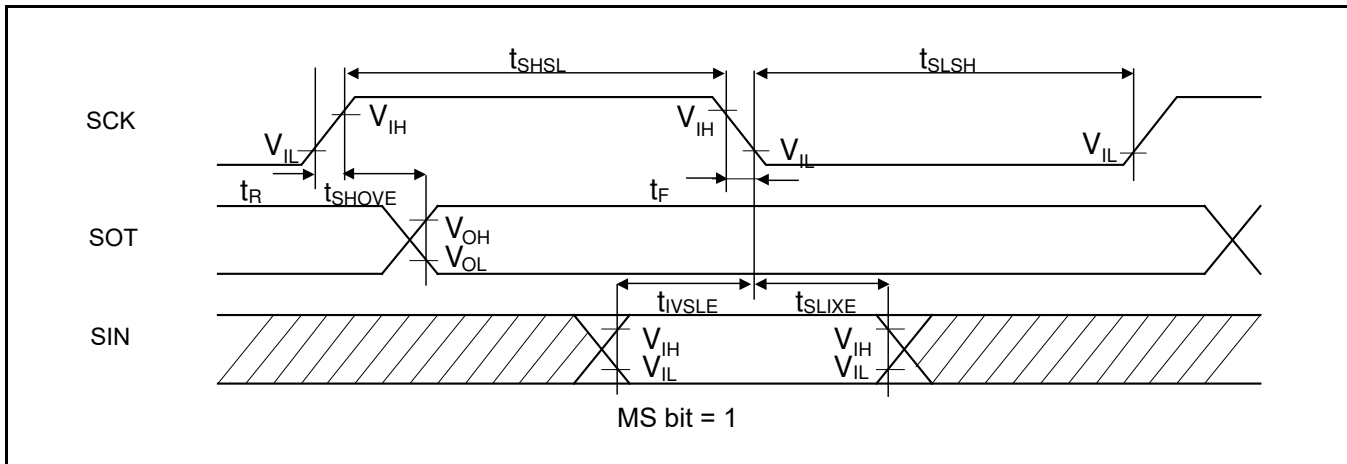 tSHSL tSLSH
SCK VIH VIH
VIL VIL VIL
tR tSHOVE tF
SOT VOH
VOL
tIVSLE tSLIXE
SIN VIH VIH
VIL VIL
MS bit = 1